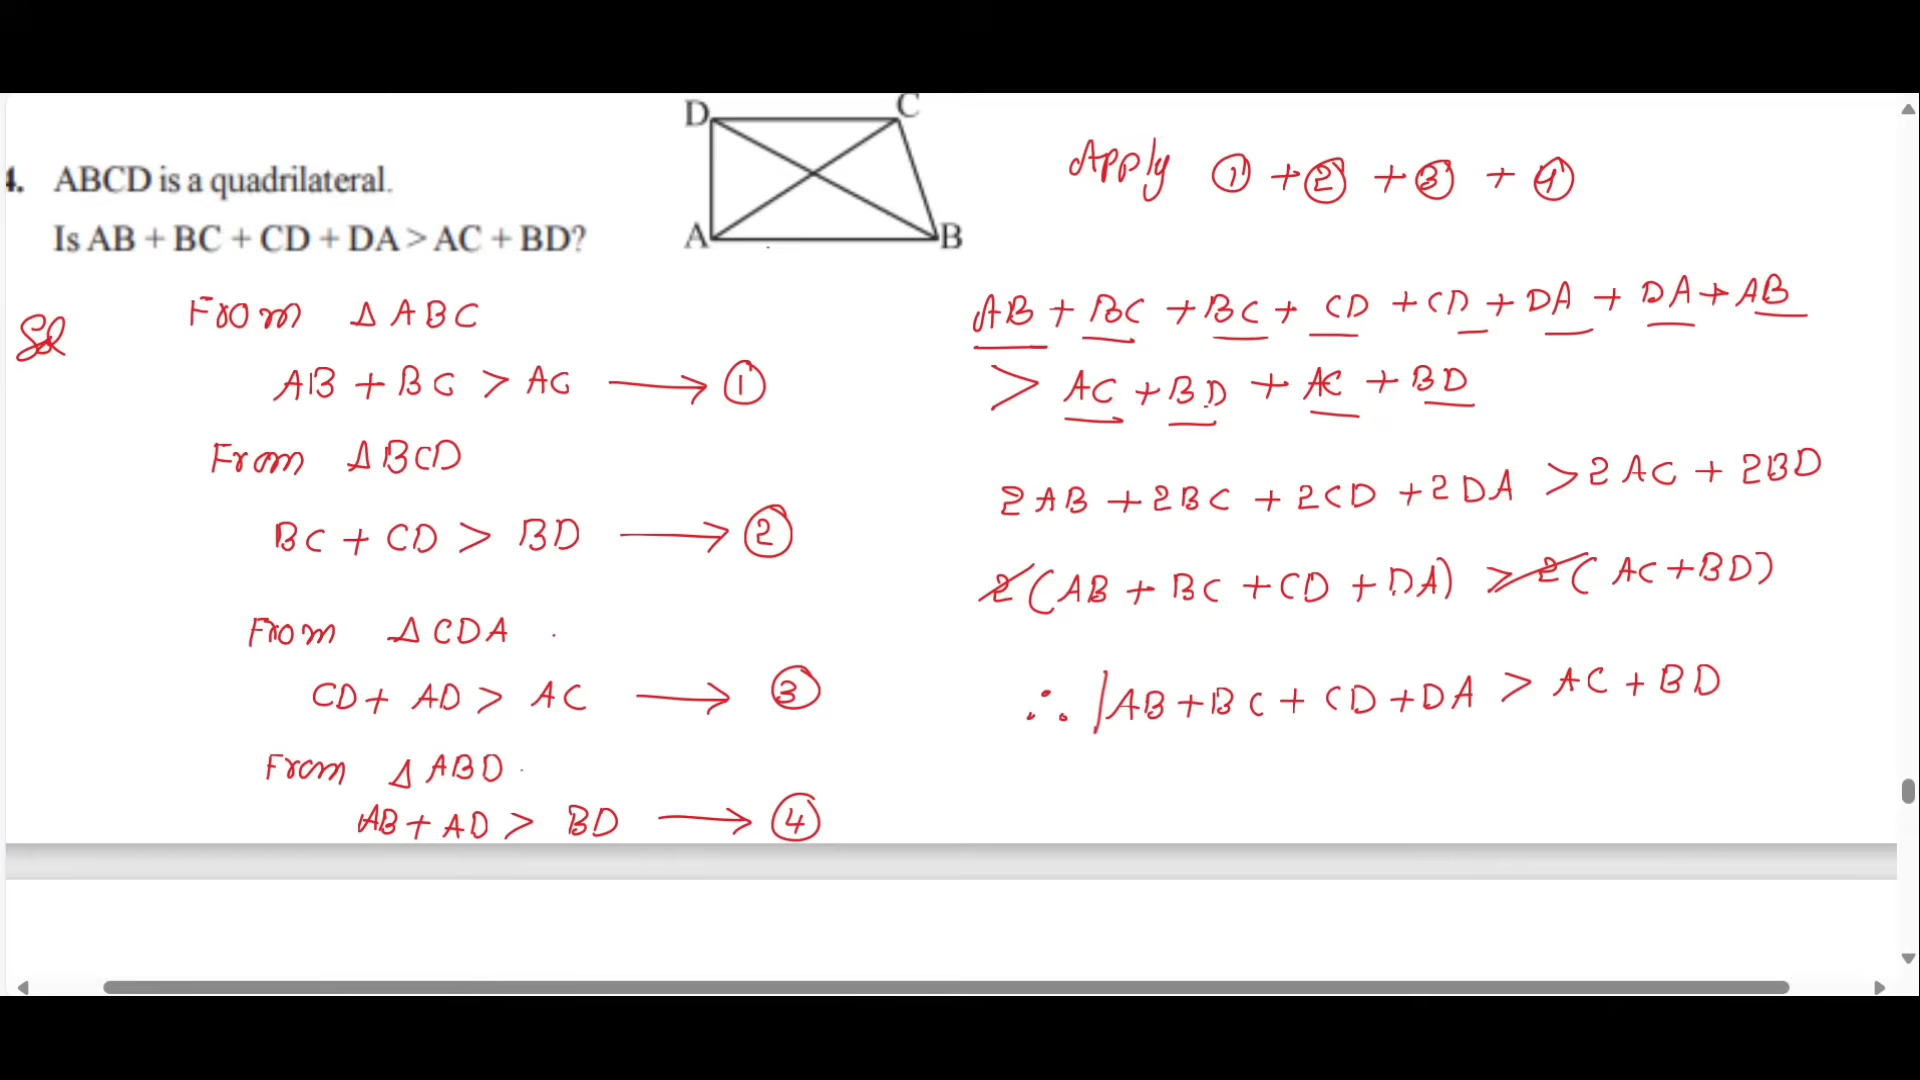 4. ABCD is a quadrilateral.
Is AB + BC + CD + DA > AC + BD?
D
C
A
B
Sol
From Δ ABC
AB + BC > AC → ①
From Δ BCD
BC + CD > BD → ②
From Δ CDA
CD + AD > AC → ③
From Δ ABD
AB + AD > BD → ④
Apply ① + ② + ③ + ④
AB + BC + BC + CD + CD + DA + DA + AB
> AC + BD + AC + BD
2AB + 2BC + 2CD + 2DA > 2AC + 2BD
2(AB + BC + CD + DA) > 2(AC + BD)
∴ AB + BC + CD + DA > AC + BD